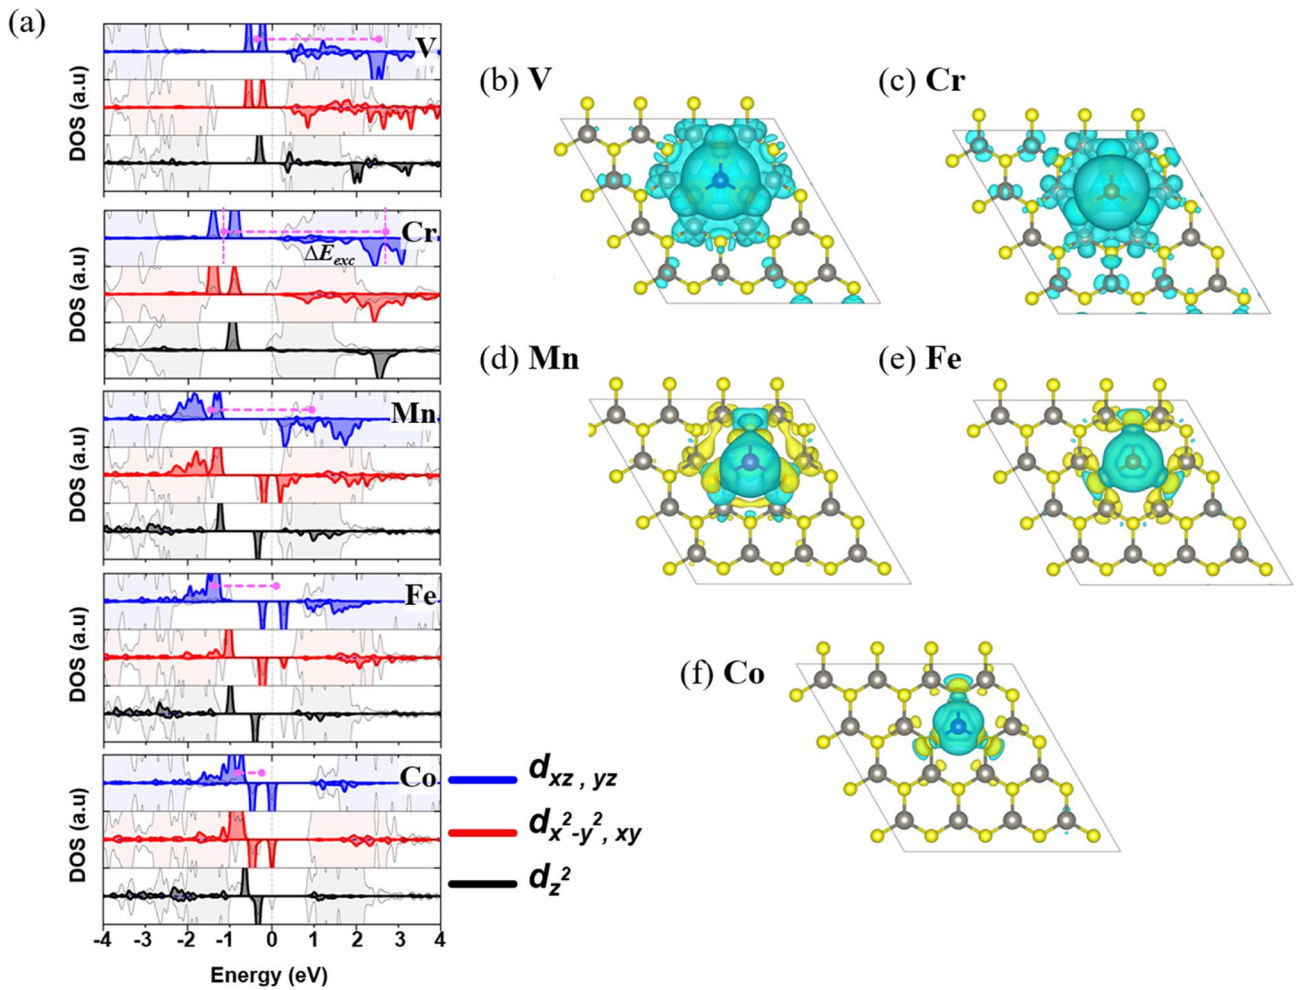 (a)
V
DOS (a.u)
Cr
ΔE_exc
DOS (a.u)
Mn
DOS (a.u)
Fe
DOS (a.u)
Co
DOS (a.u)
-4 -3 -2 -1 0 1 2 3 4
Energy (eV)
d_xz , yz
d_x²-y², xy
d_z²
(b) V
(c) Cr
(d) Mn
(e) Fe
(f) Co